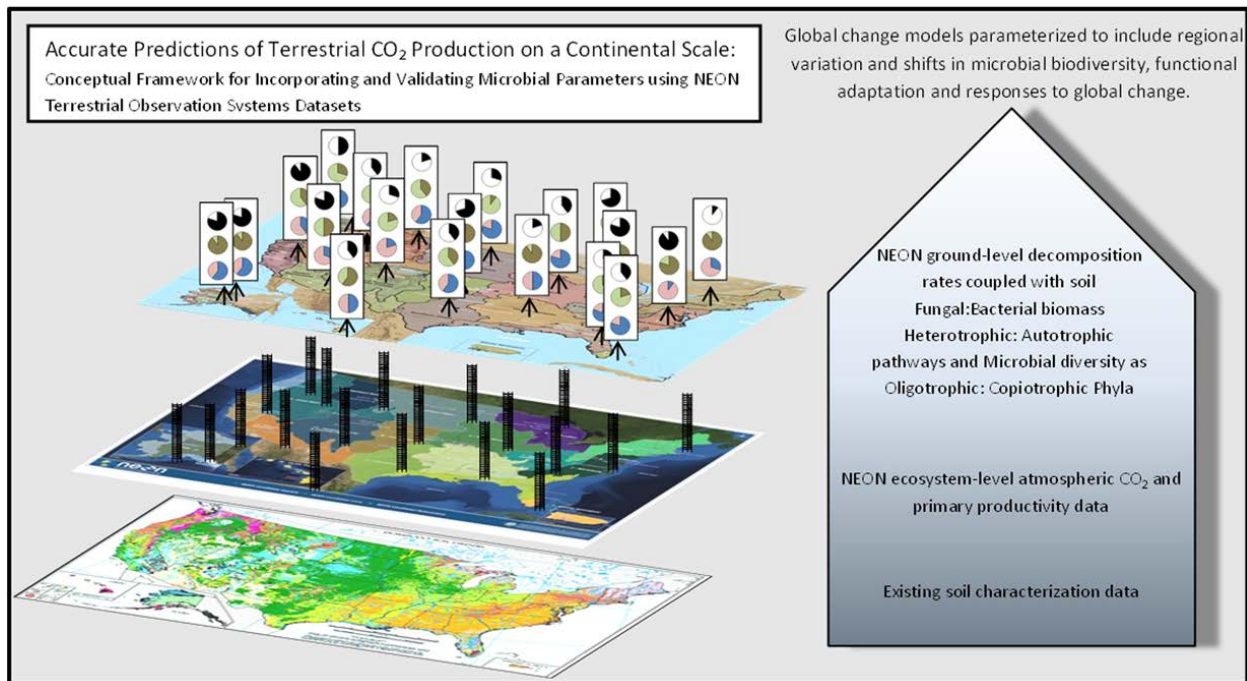 Accurate Predictions of Terrestrial CO₂ Production on a Continental Scale:
Conceptual Framework for Incorporating and Validating Microbial Parameters using NEON
Terrestrial Observation Systems Datasets
Global change models parameterized to include regional
variation and shifts in microbial biodiversity, functional
adaptation and responses to global change.
NEON ground-level decomposition
rates coupled with soil
Fungal:Bacterial biomass
Heterotrophic: Autotrophic
pathways and Microbial diversity as
Oligotrophic: Copiotrophic Phyla
NEON ecosystem-level atmospheric CO₂ and
primary productivity data
Existing soil characterization data
neon